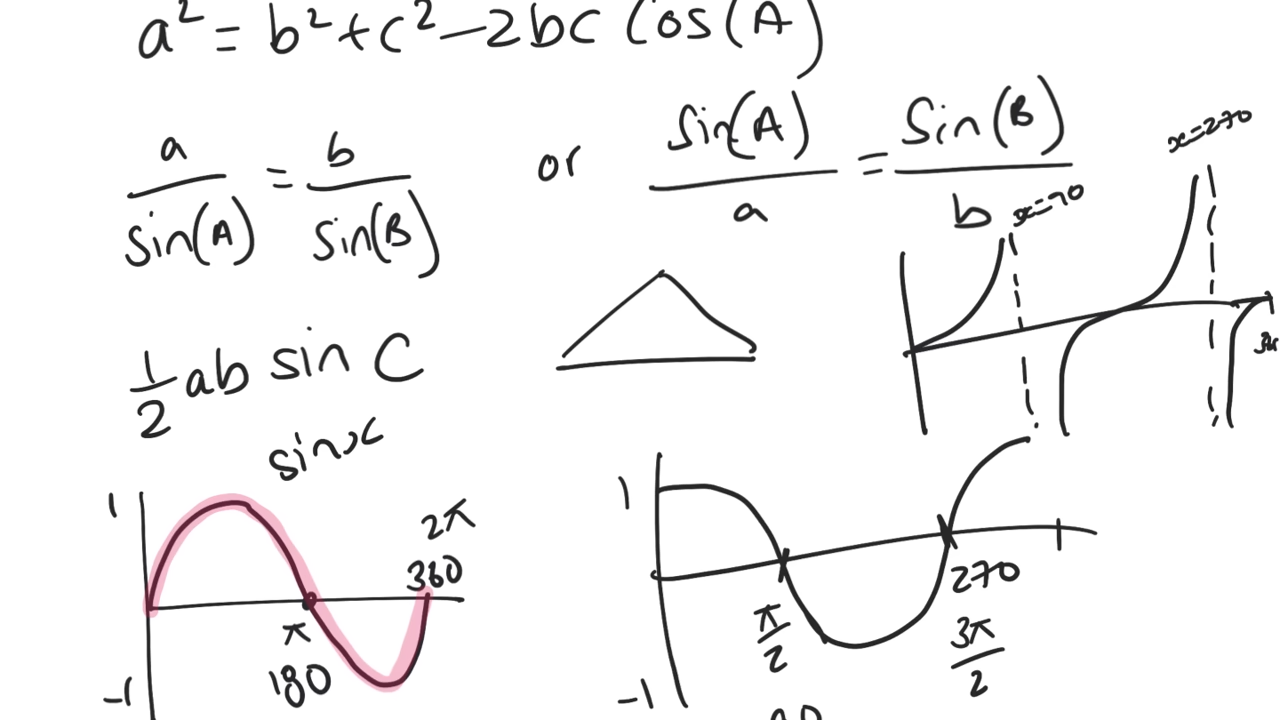 a² = b² + c² - 2bc Cos(A)
a/sin(A) = b/sin(B) or Sin(A)/a = Sin(B)/b
x=270
x=90
½ab sin C
sinx
1
2π
360
π
180
-1
1
270
π/2
3π/2
-1